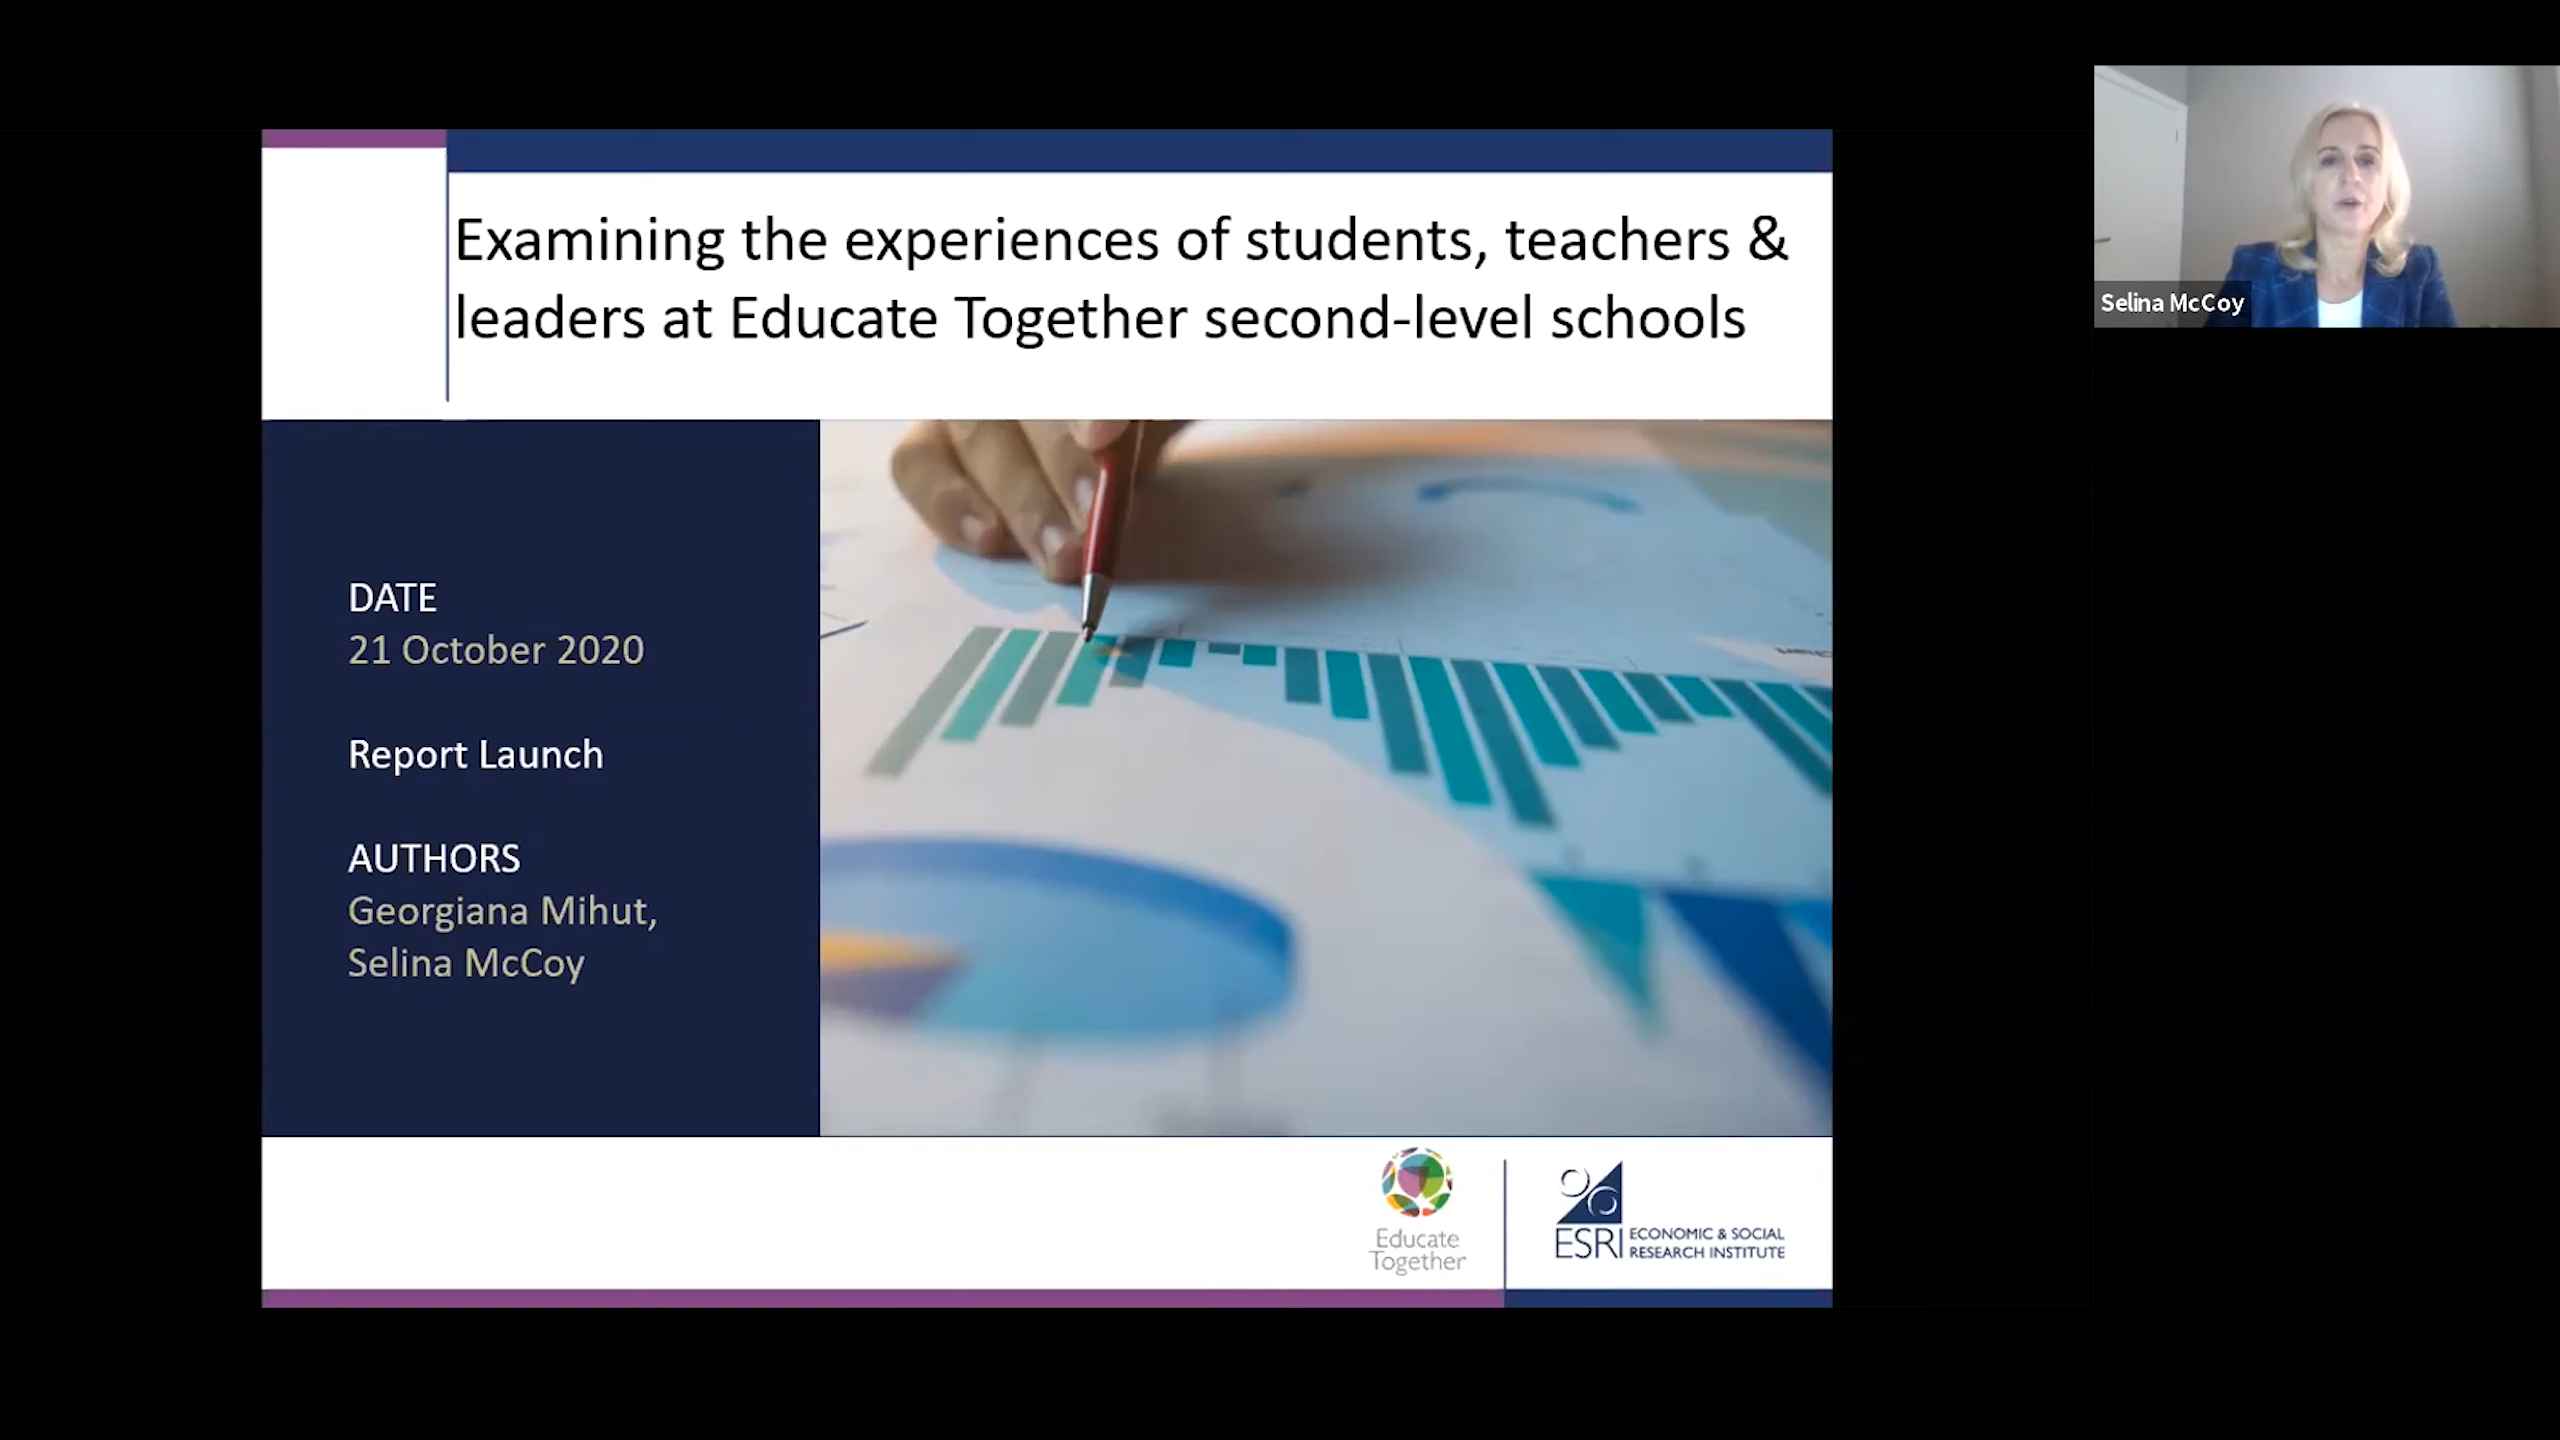 Examining the experiences of students, teachers &
leaders at Educate Together second-level schools
Selina McCoy
DATE
21 October 2020
Report Launch
AUTHORS
Georgiana Mihut,
Selina McCoy
Educate
Together
ESRI ECONOMIC & SOCIAL
RESEARCH INSTITUTE